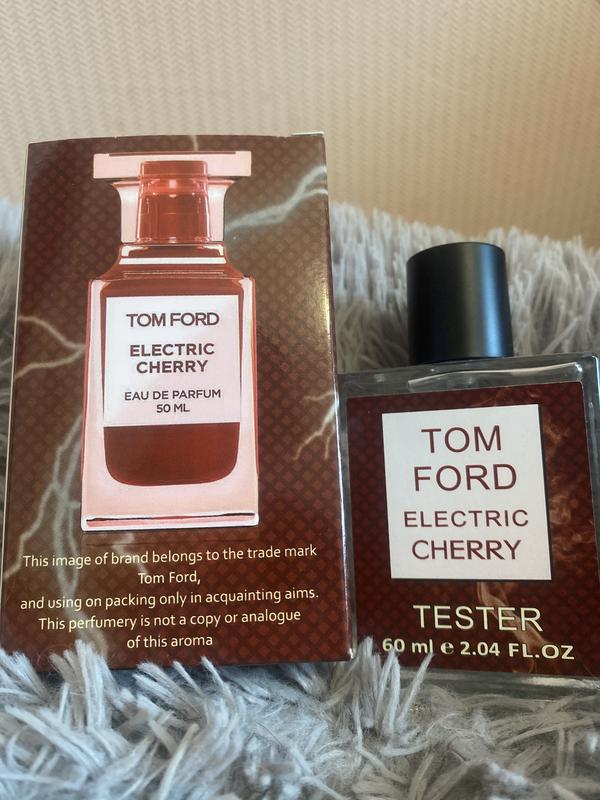 TOM FORD
ELECTRIC
CHERRY
EAU DE PARFUM
50 ML
This image of brand belongs to the trade mark
Tom Ford,
and using on packing only in acquainting aims.
This perfumery is not a copy or analogue
of this aroma
TOM
FORD
ELECTRIC
CHERRY
TESTER
60 ml e 2.04 FL.OZ